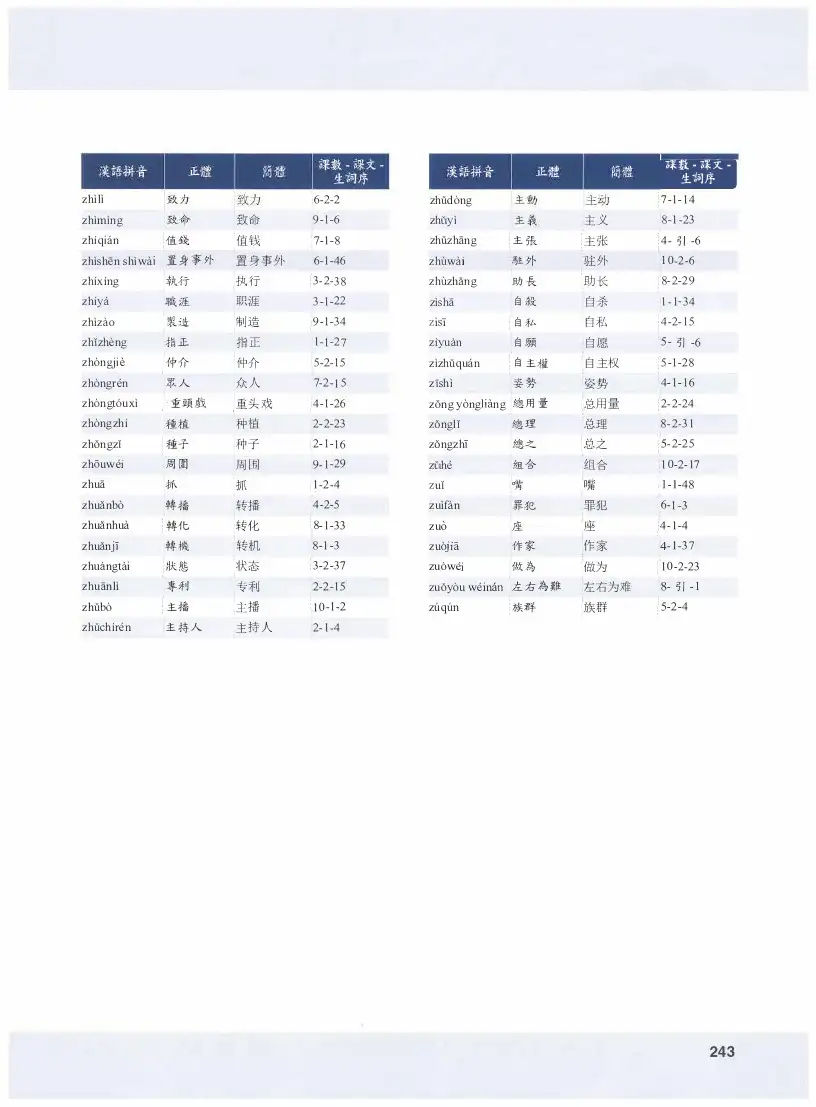 漢語拼音 正體 簡體 課數 - 課文 - 生詞序
zhìlì 致力 致力 6-2-2
zhìmìng 致命 致命 9-1-6
zhíqián 值錢 值钱 7-1-8
zhìshēn shìwài 置身事外 置身事外 6-1-46
zhíxíng 執行 执行 3-2-38
zhíyá 職涯 职涯 3-1-22
zhìzào 製造 制造 9-1-34
zhǐzhèng 指正 指正 1-1-27
zhòngjiè 仲介 仲介 5-2-15
zhòngrén 眾人 众人 7-2-15
zhòngtóuxì 重頭戲 重头戏 4-1-26
zhòngzhí 種植 种植 2-2-23
zhǒngzǐ 種子 种子 2-1-16
zhōuwéi 周圍 周围 9-1-29
zhuā 抓 抓 1-2-4
zhuǎnbò 轉播 转播 4-2-5
zhuǎnhuà 轉化 转化 8-1-33
zhuǎnjī 轉機 转机 8-1-3
zhuàngtài 狀態 状态 3-2-37
zhuānlì 專利 专利 2-2-15
zhǔbò 主播 主播 10-1-2
zhǔchírén 主持人 主持人 2-1-4
漢語拼音 正體 簡體 課數 - 課文 - 生詞序
zhǔdòng 主動 主动 7-1-14
zhǔyì 主義 主义 8-1-23
zhǔzhāng 主張 主张 4- 引 -6
zhùwài 駐外 驻外 10-2-6
zhùzhǎng 助長 助长 8-2-29
zìshā 自殺 自杀 1-1-34
zìsī 自私 自私 4-2-15
zìyuàn 自願 自愿 5- 引 -6
zìzhǔquán 自主權 自主权 5-1-28
zīshì 姿勢 姿势 4-1-16
zǒng yòngliàng 總用量 总用量 2-2-24
zǒnglǐ 總理 总理 8-2-31
zǒngzhī 總之 总之 5-2-25
zǔhé 組合 组合 10-2-17
zuǐ 嘴 嘴 1-1-48
zuìfàn 罪犯 罪犯 6-1-3
zuò 座 座 4-1-4
zuòjiā 作家 作家 4-1-37
zuòwéi 做為 做为 10-2-23
zuǒyòu wéinán 左右為難 左右为难 8- 引 -1
zúqún 族群 族群 5-2-4
243